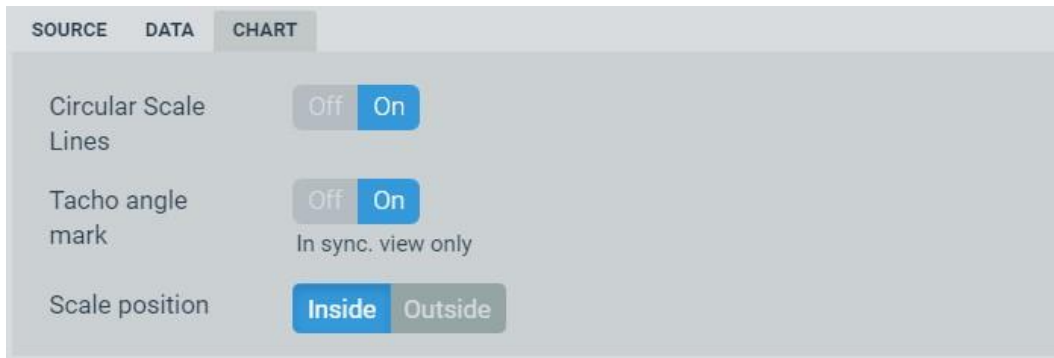 SOURCE DATA CHART
Circular Scale Off On
Lines
Tacho angle Off On
mark In sync. view only
Scale position Inside Outside